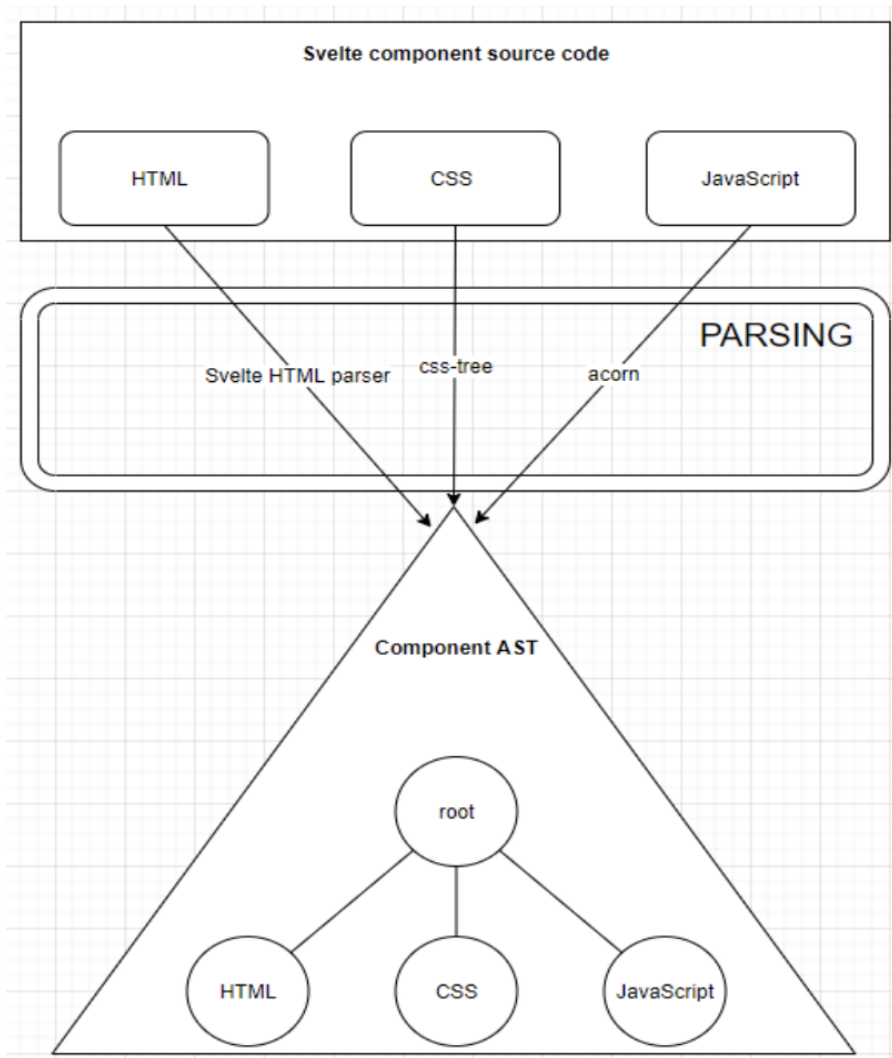 Svelte component source code
HTML
CSS
JavaScript
PARSING
Svelte HTML parser
css-tree
acorn
Component AST
root
HTML
CSS
JavaScript